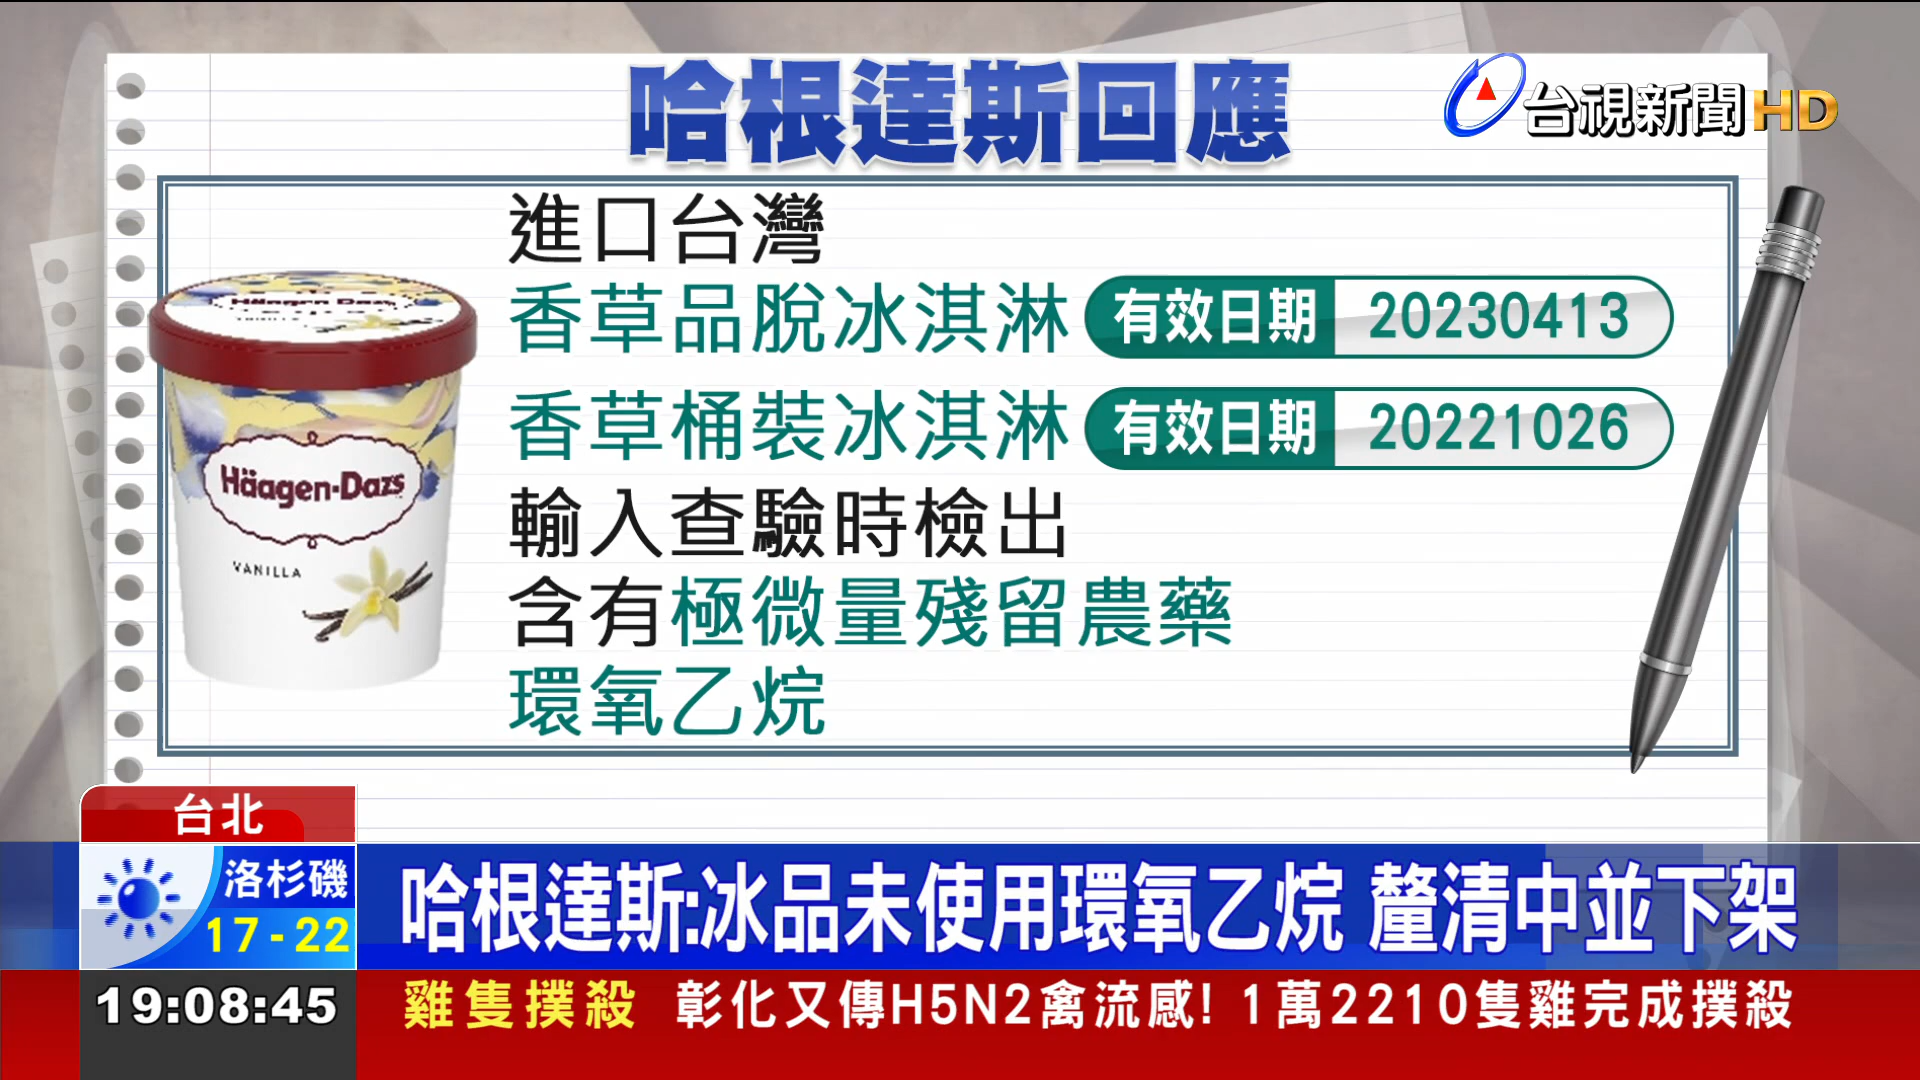 哈根達斯回應
台視新聞HD
進口台灣
香草品脫冰淇淋 有效日期 20230413
香草桶裝冰淇淋 有效日期 20221026
輸入查驗時檢出
含有極微量殘留農藥
環氧乙烷
Häagen-Dazs
Häagen-Dazs
VANILLA
台北
洛杉磯
17-22
哈根達斯:冰品未使用環氧乙烷 釐清中並下架
19:08:45
雞隻撲殺 彰化又傳H5N2禽流感! 1萬2210隻雞完成撲殺